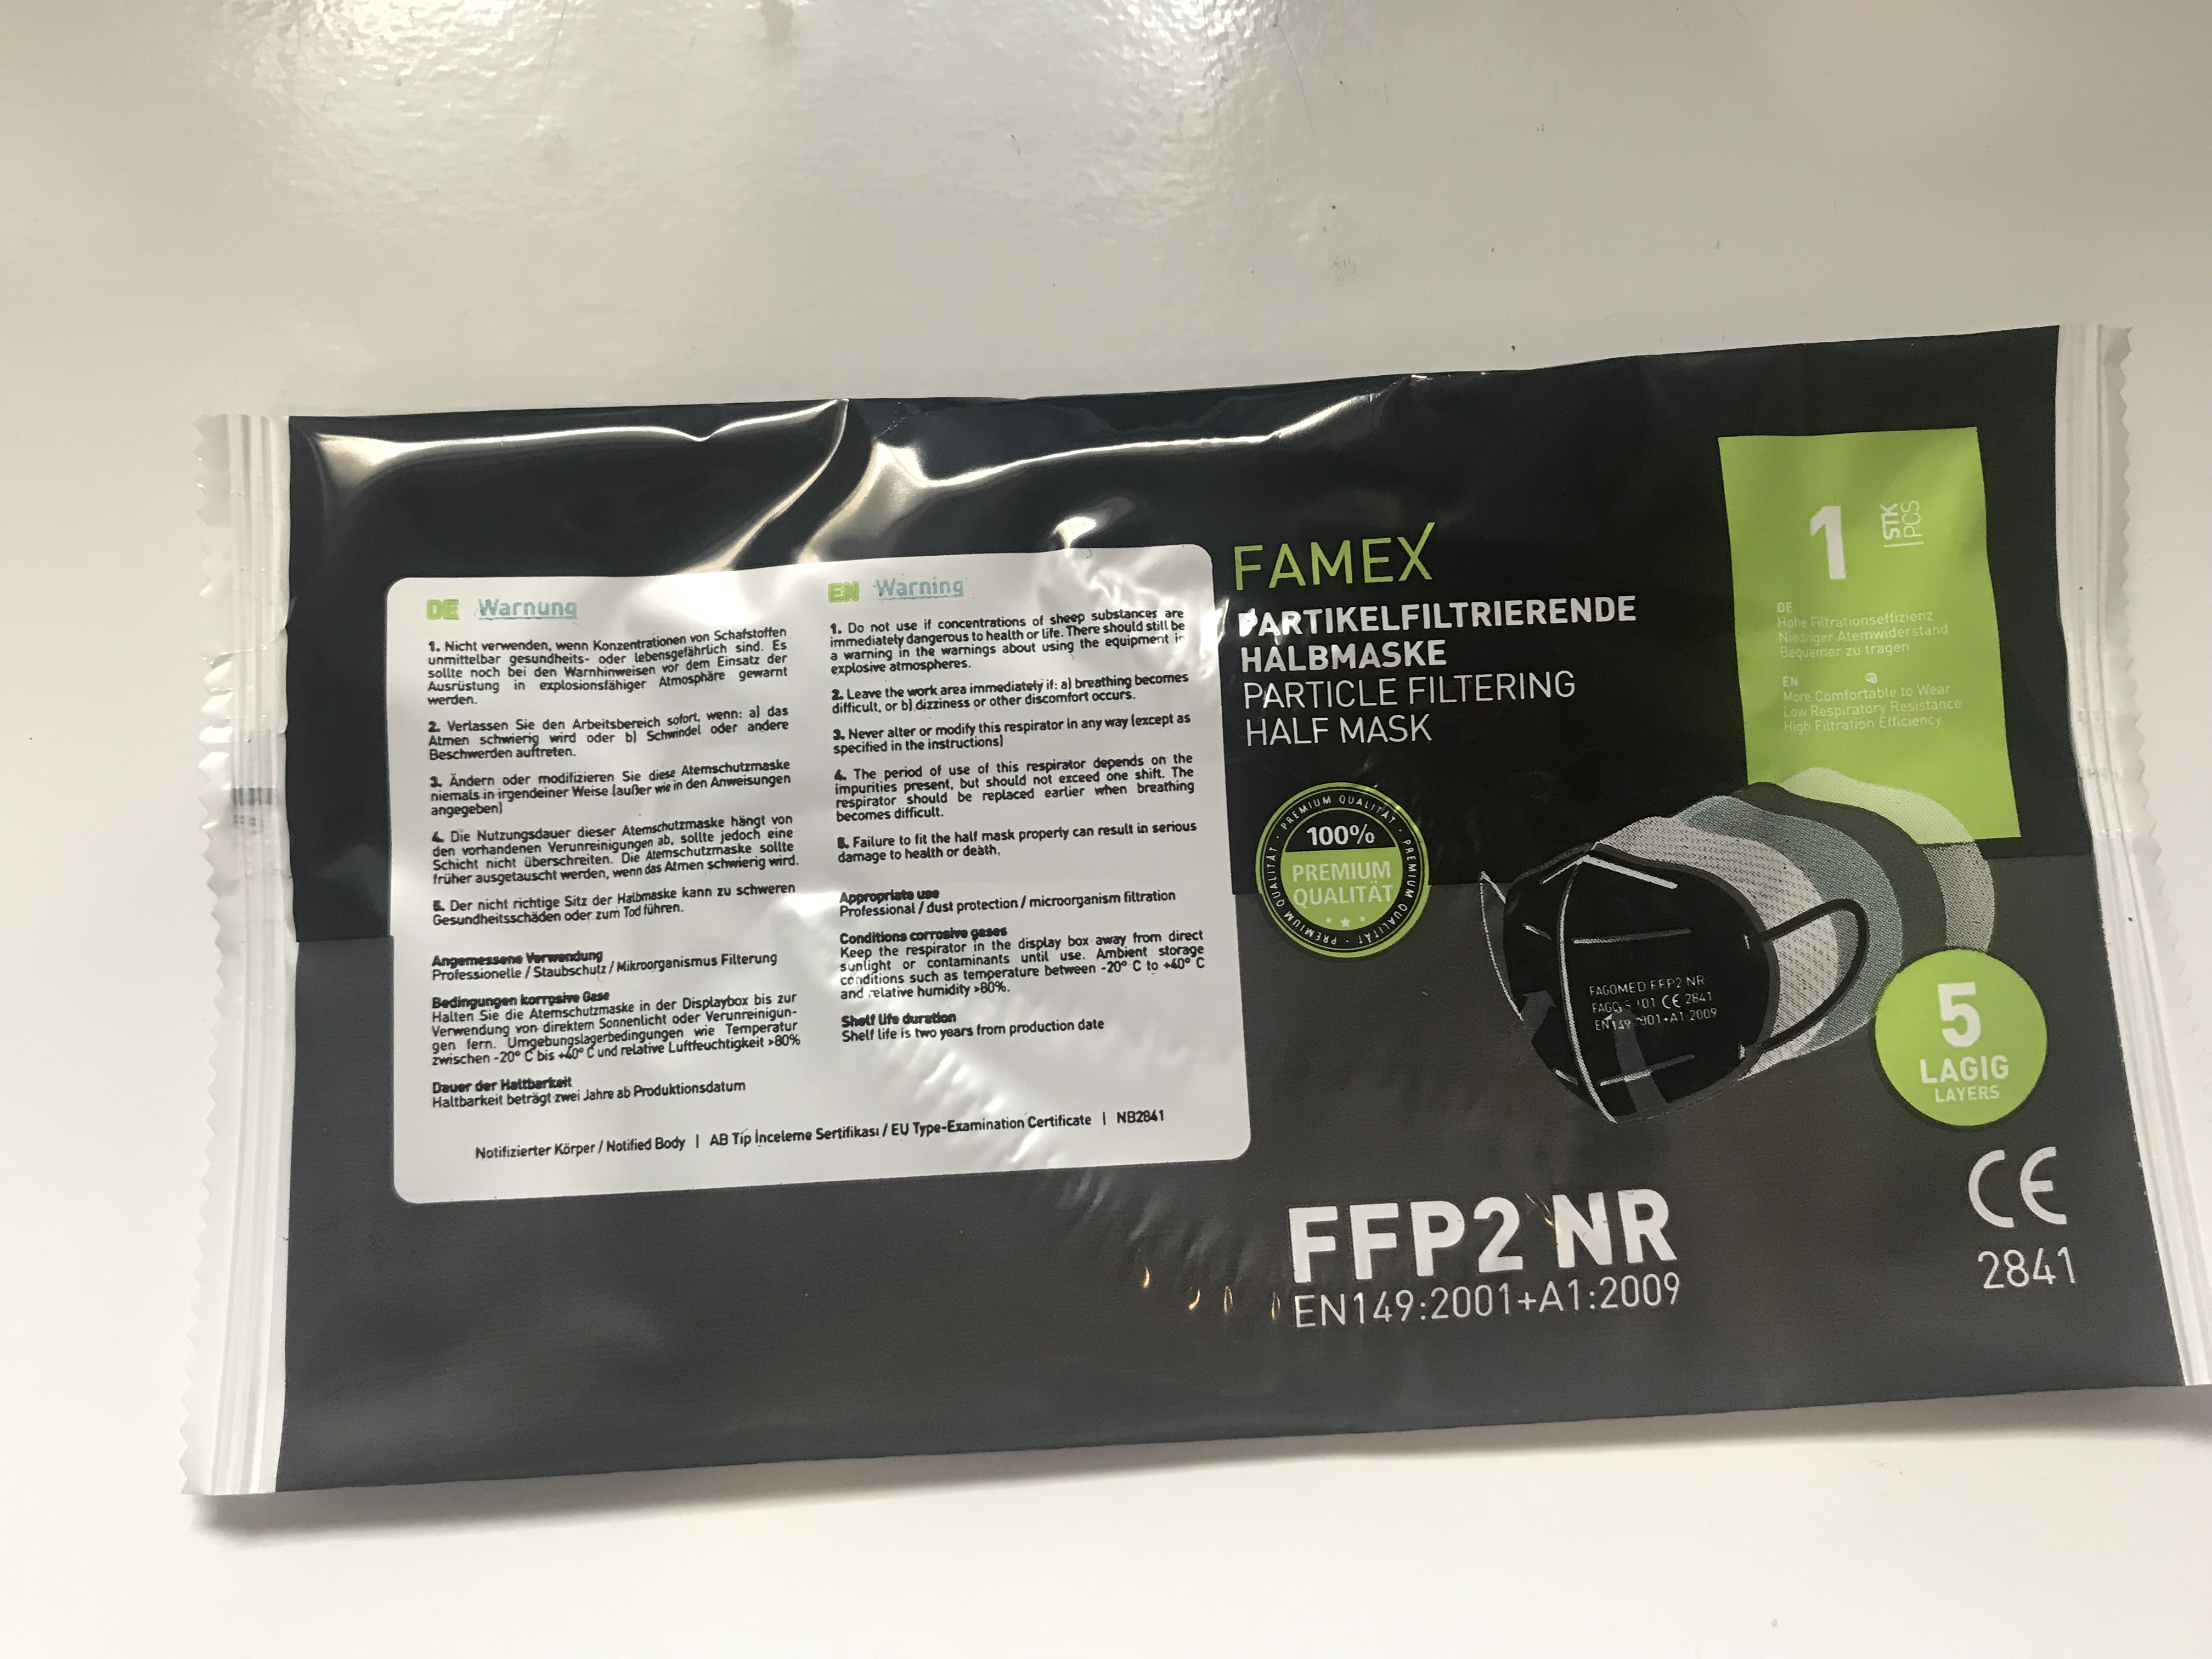 DE Warnung
1. Nicht verwenden, wenn Konzentrationen von Schafstoffen
unmittelbar gesundheits- oder lebensgefährlich sind. Es
sollte noch bei den Warnhinweisen vor dem Einsatz der
Ausrüstung in explosionsfähiger Atmosphäre gewarnt
werden.
2. Verlassen Sie den Arbeitsbereich sofort, wenn: a) das
Atmen schwierig wird oder b) Schwindel oder andere
Beschwerden auftreten.
3. Ändern oder modifizieren Sie diese Atemschutzmaske
niemals in irgendeiner Weise (außer wie in den Anweisungen
angegeben)
4. Die Nutzungsdauer dieser Atemschutzmaske hängt von
den vorhandenen Verunreinigungen ab, sollte jedoch eine
Schicht nicht überschreiten. Die Atemschutzmaske sollte
früher ausgetauscht werden, wenn das Atmen schwierig wird.
5. Der nicht richtige Sitz der Halbmaske kann zu schweren
Gesundheitsschäden oder zum Tod führen.
Angemessene Verwendung
Professionelle / Staubschutz / Mikroorganismus Filterung
Bedingungen korrosive Gase
Halten Sie die Atemschutzmaske in der Displaybox bis zur
Verwendung von direktem Sonnenlicht oder Verunreinigun-
gen fern. Umgebungslagerbedingungen wie Temperatur
zwischen -20° C bis +40° C und relative Luftfeuchtigkeit >80%
Dauer der Haltbarkeit
Haltbarkeit beträgt zwei Jahre ab Produktionsdatum
EN Warning
1. Do not use if concentrations of sheep substances are
immediately dangerous to health or life. There should still be
a warning in the warnings about using the equipment in
explosive atmospheres.
2. Leave the work area immediately if: a) breathing becomes
difficult, or b) dizziness or other discomfort occurs.
3. Never alter or modify this respirator in any way (except as
specified in the instructions)
4. The period of use of this respirator depends on the
impurities present, but should not exceed one shift. The
respirator should be replaced earlier when breathing
becomes difficult.
5. Failure to fit the half mask properly can result in serious
damage to health or death,
Appropriate use
Professional / dust protection / microorganism filtration
Conditions corrosive gases
Keep the respirator in the display box away from direct
sunlight or contaminants until use. Ambient storage
conditions such as temperature between -20° C to +40° C
and relative humidity >80%.
Shelf life duration
Shelf life is two years from production date
Notifizierter Körper / Notified Body | AB Tip İnceleme Sertifikası / EU Type-Examination Certificate | NB2841
FAMEX
PARTIKELFILTRIERENDE
HALBMASKE
PARTICLE FILTERING
HALF MASK
1 STK
PCS
DE
Hohe Filtrationseffizienz
Niedriger Atemwiderstand
Bequemer zu tragen
EN
More Comfortable to Wear
Low Respiratory Resistance
High Filtration Efficiency
PREMIUM QUALITÄT · PREMIUM QUALITÄT · PREMIUM QUALITÄT
100%
PREMIUM
QUALITÄT
FAGOMED FFP2 NR
CE 2841
5
LAGIG
LAYERS
FFP2 NR
EN149:2001+A1:2009
CE
2841